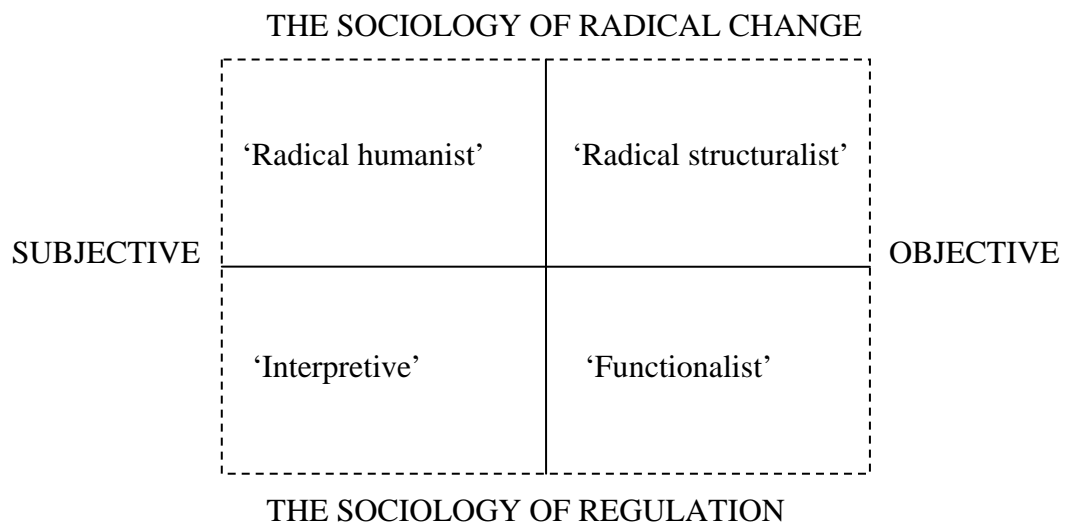 THE SOCIOLOGY OF RADICAL CHANGE
‘Radical humanist’
‘Radical structuralist’
SUBJECTIVE
OBJECTIVE
‘Interpretive’
‘Functionalist’
THE SOCIOLOGY OF REGULATION